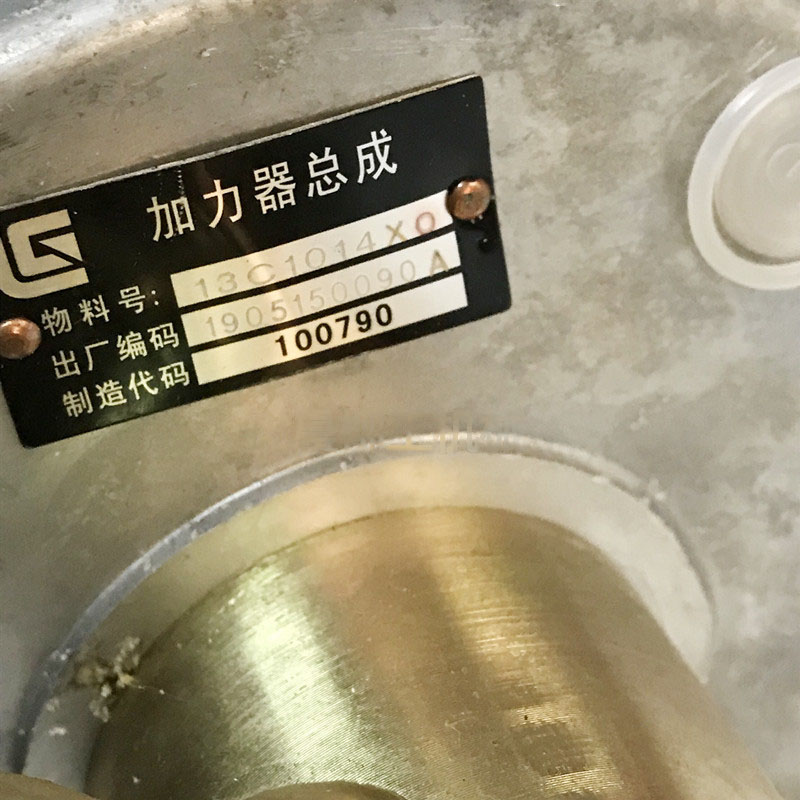 加力器总成
物料号: 13C1014X0
出厂编码 1905150090A
制造代码 100790